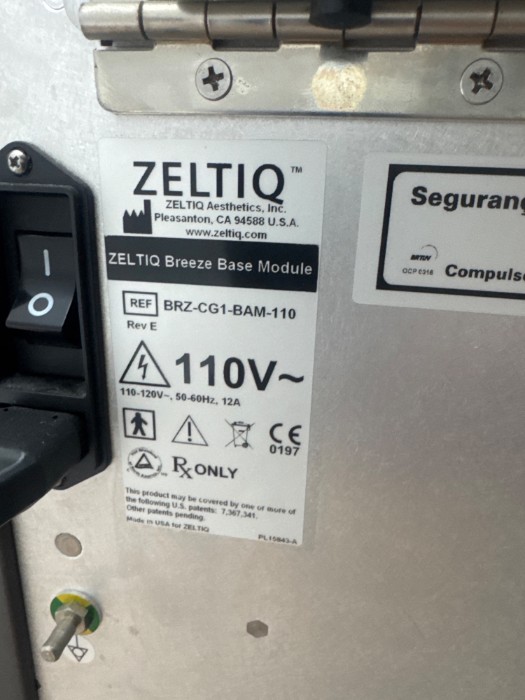 ZELTIQ™
ZELTIQ Aesthetics, Inc.
Pleasanton, CA 94588 U.S.A.
www.zeltiq.com
ZELTIQ Breeze Base Module
REF BRZ-CG1-BAM-110
Rev E
110V~
110-120V~, 50-60Hz, 12A
CE
0197
Rx ONLY
This product may be covered by one or more of
the following U.S. patents: 7,367,341.
Other patents pending.
Made in USA for ZELTIQ
PL15843-A
Seguran
OCP 0316
Compuls